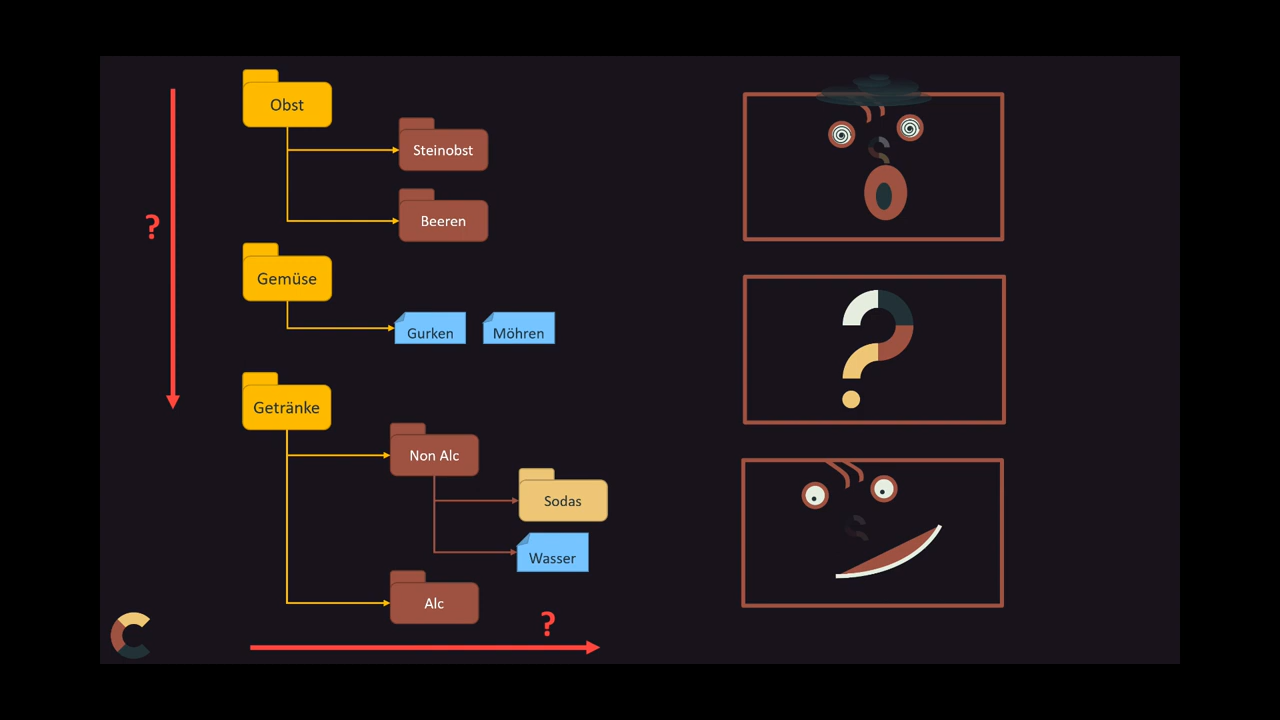 Obst
Steinobst
Beeren
?
Gemüse
Gurken
Möhren
?
Getränke
Non Alc
Sodas
Wasser
Alc
?